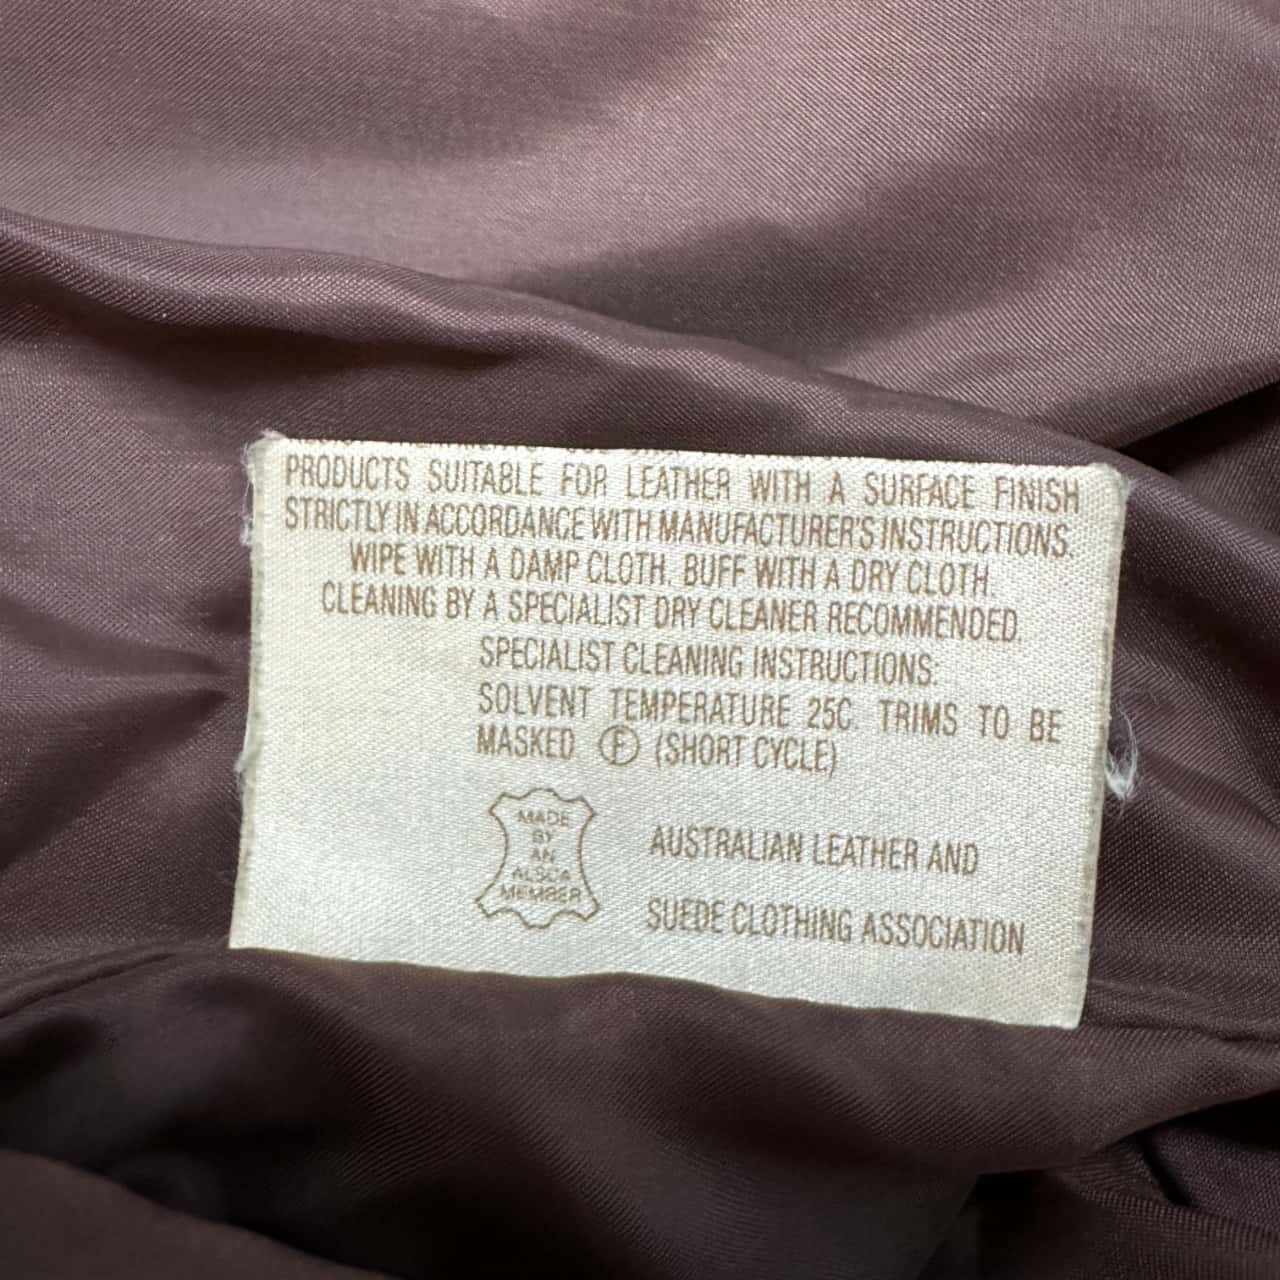 PRODUCTS SUITABLE FOR LEATHER WITH A SURFACE FINISH
STRICTLY IN ACCORDANCE WITH MANUFACTURER'S INSTRUCTIONS.
WIPE WITH A DAMP CLOTH. BUFF WITH A DRY CLOTH.
CLEANING BY A SPECIALIST DRY CLEANER RECOMMENDED.
SPECIALIST CLEANING INSTRUCTIONS:
SOLVENT TEMPERATURE 25C. TRIMS TO BE
MASKED. Ⓕ (SHORT CYCLE)
MADE
BY
AN
ALSCA
MEMBER
AUSTRALIAN LEATHER AND
SUEDE CLOTHING ASSOCIATION